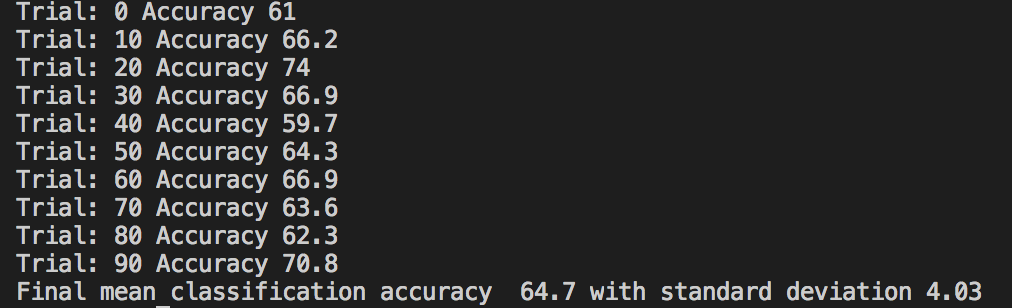 Trial: 0 Accuracy 61
Trial: 10 Accuracy 66.2
Trial: 20 Accuracy 74
Trial: 30 Accuracy 66.9
Trial: 40 Accuracy 59.7
Trial: 50 Accuracy 64.3
Trial: 60 Accuracy 66.9
Trial: 70 Accuracy 63.6
Trial: 80 Accuracy 62.3
Trial: 90 Accuracy 70.8
Final mean_classification accuracy  64.7 with standard deviation 4.03